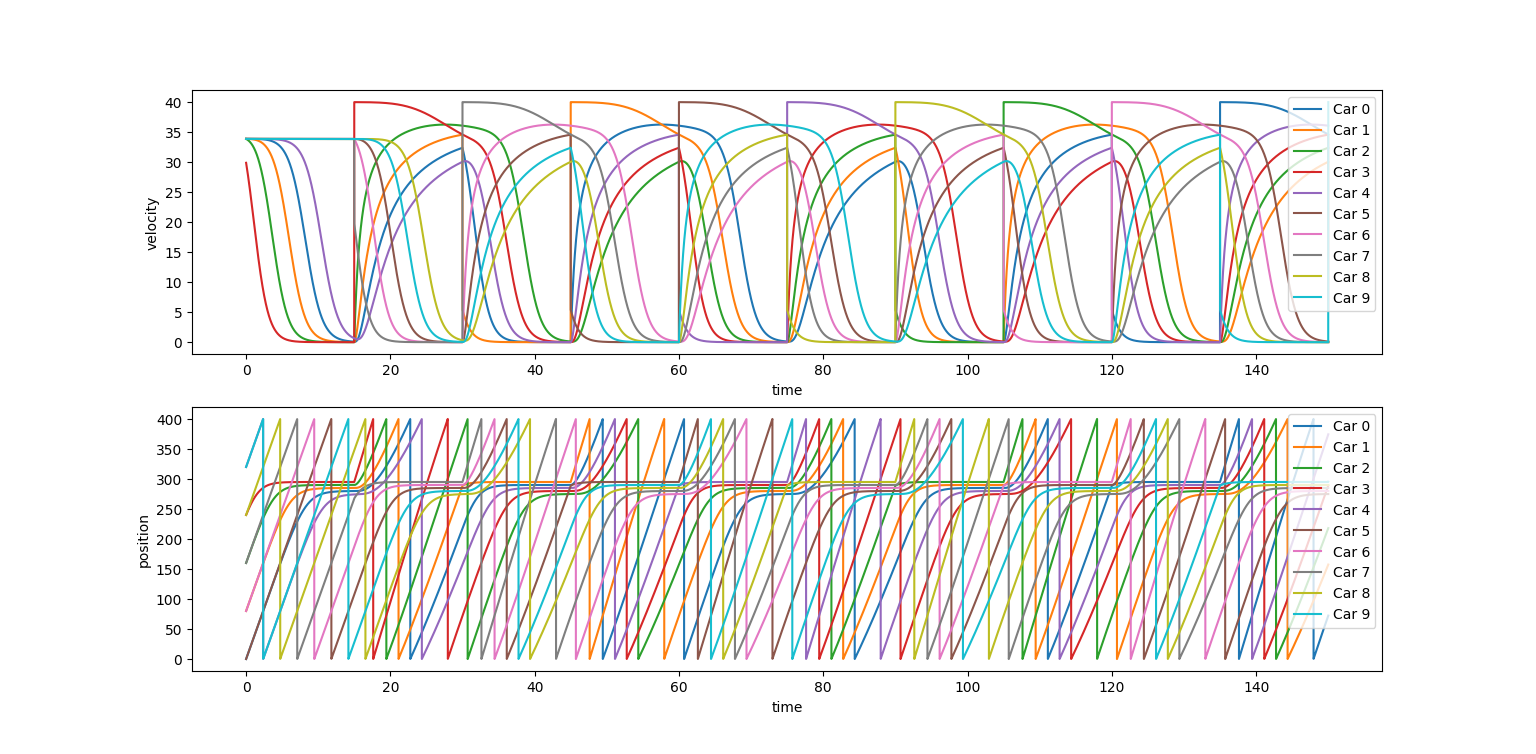 velocity
40
35
30
25
20
15
10
5
0
0 20 40 60 80 100 120 140
time
Car 0
Car 1
Car 2
Car 3
Car 4
Car 5
Car 6
Car 7
Car 8
Car 9
position
400
350
300
250
200
150
100
50
0
0 20 40 60 80 100 120 140
time
Car 0
Car 1
Car 2
Car 3
Car 4
Car 5
Car 6
Car 7
Car 8
Car 9